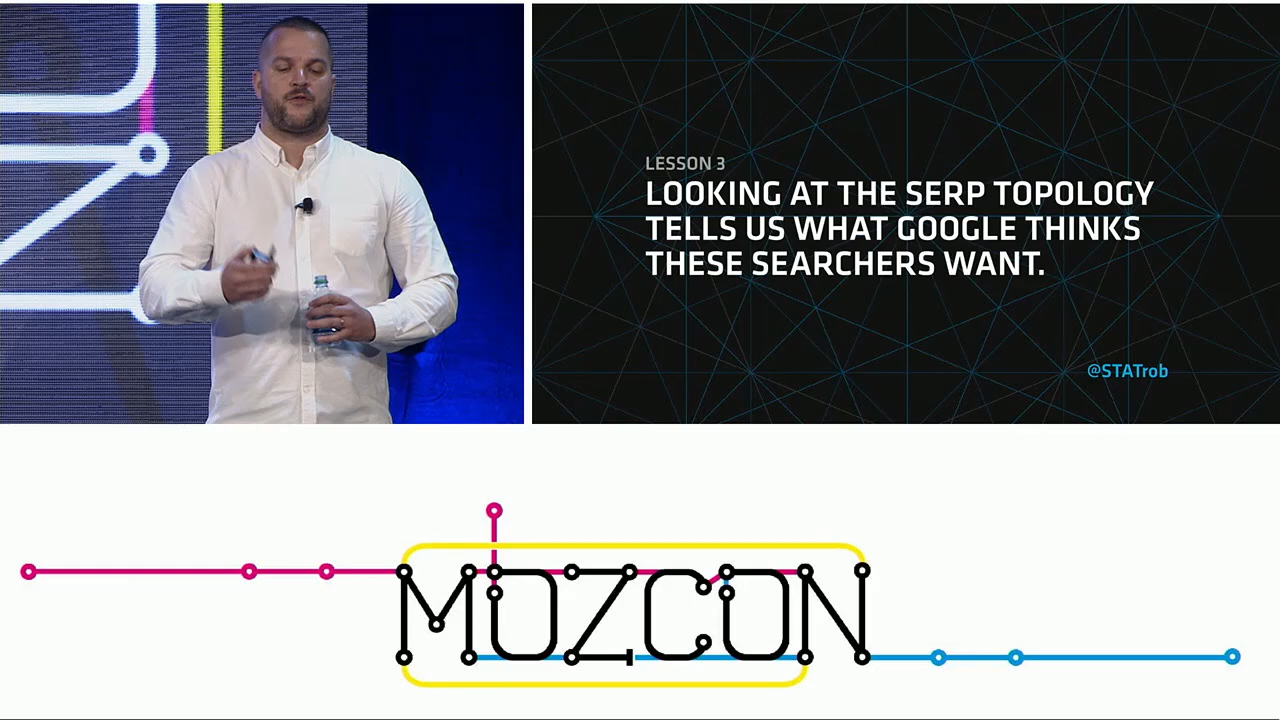 LESSON 3
LOOKING AT THE SERP TOPOLOGY
TELLS US WHAT GOOGLE THINKS
THESE SEARCHERS WANT.
@STATrob
MOZCON